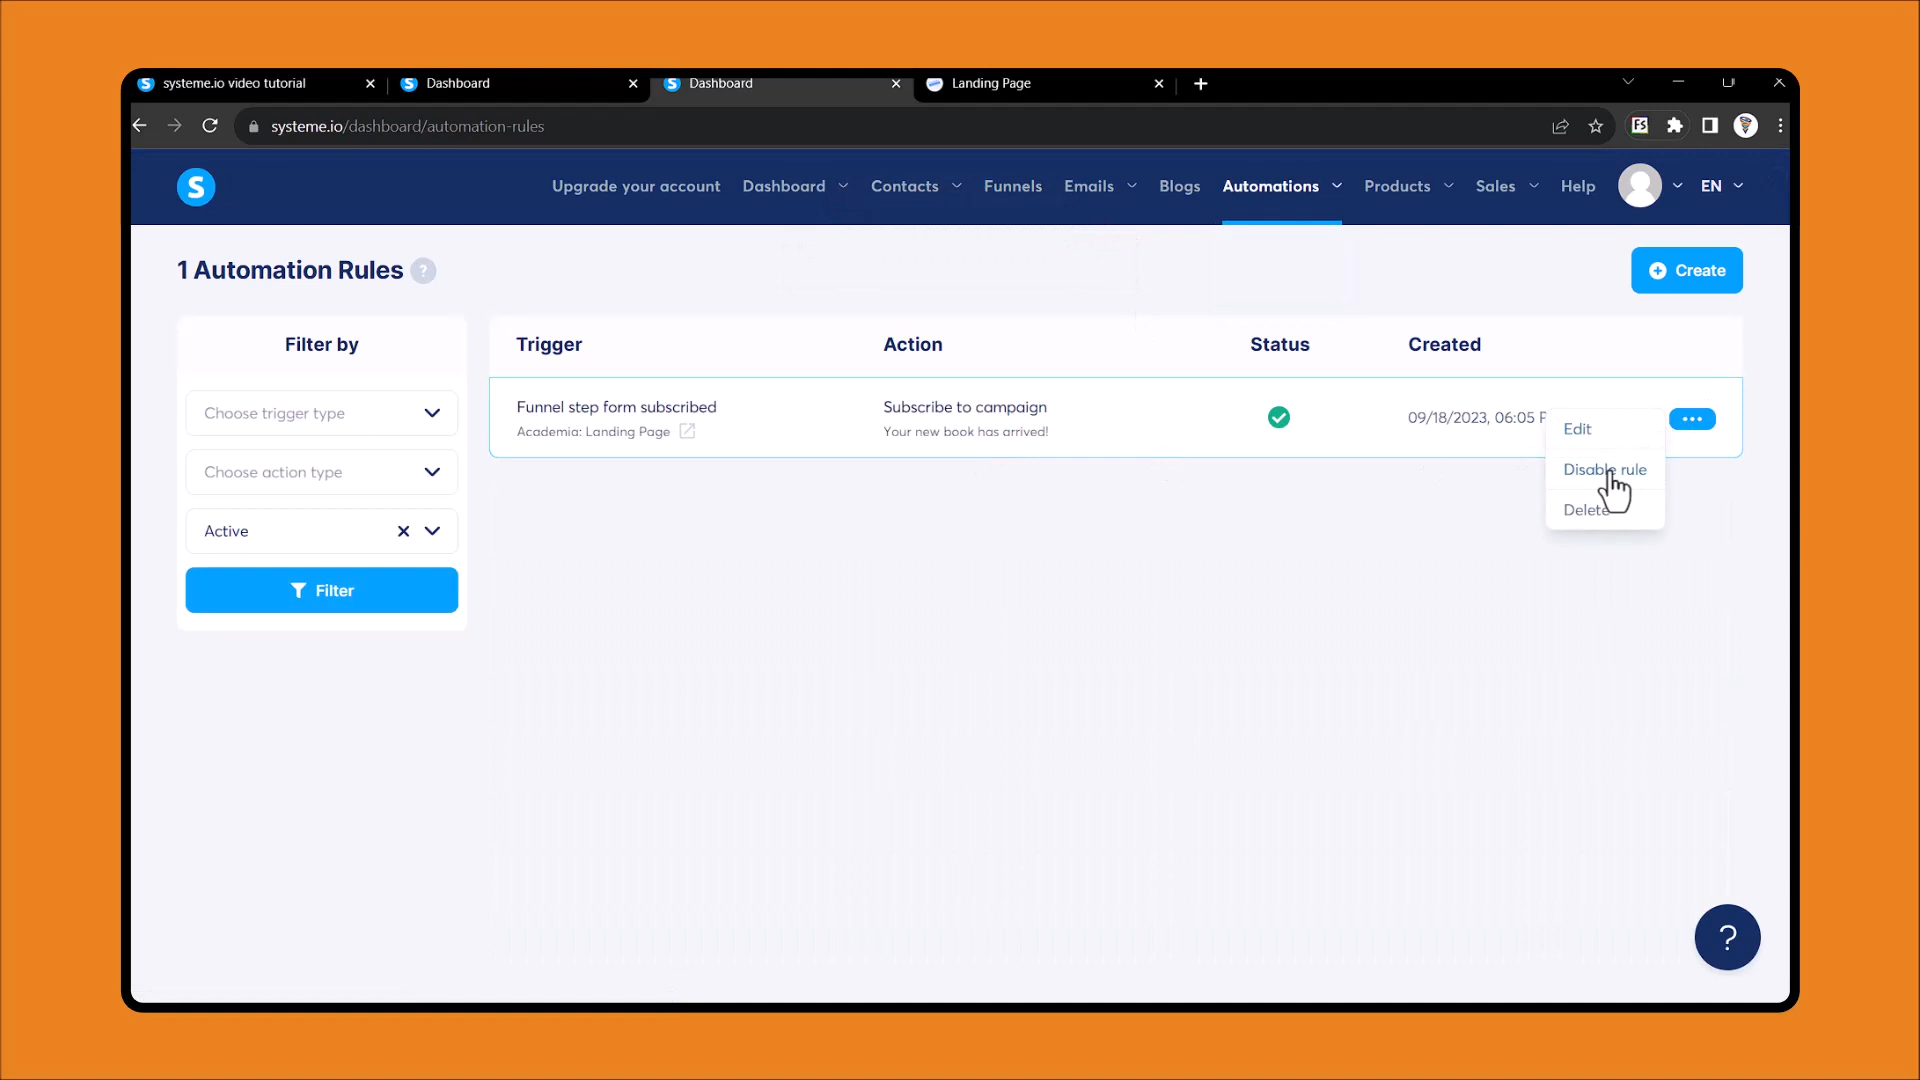 systeme.io video tutorial
Dashboard
Dashboard
Landing Page
systeme.io/dashboard/automation-rules
FS
S
Upgrade your account
Dashboard
Contacts
Funnels
Emails
Blogs
Automations
Products
Sales
Help
EN
1 Automation Rules ?
Create
Filter by
Choose trigger type
Choose action type
Active
Filter
Trigger
Action
Status
Created
Funnel step form subscribed
Academia: Landing Page
Subscribe to campaign
Your new book has arrived!
09/18/2023, 06:05 P
Edit
Disable rule
Delete
?